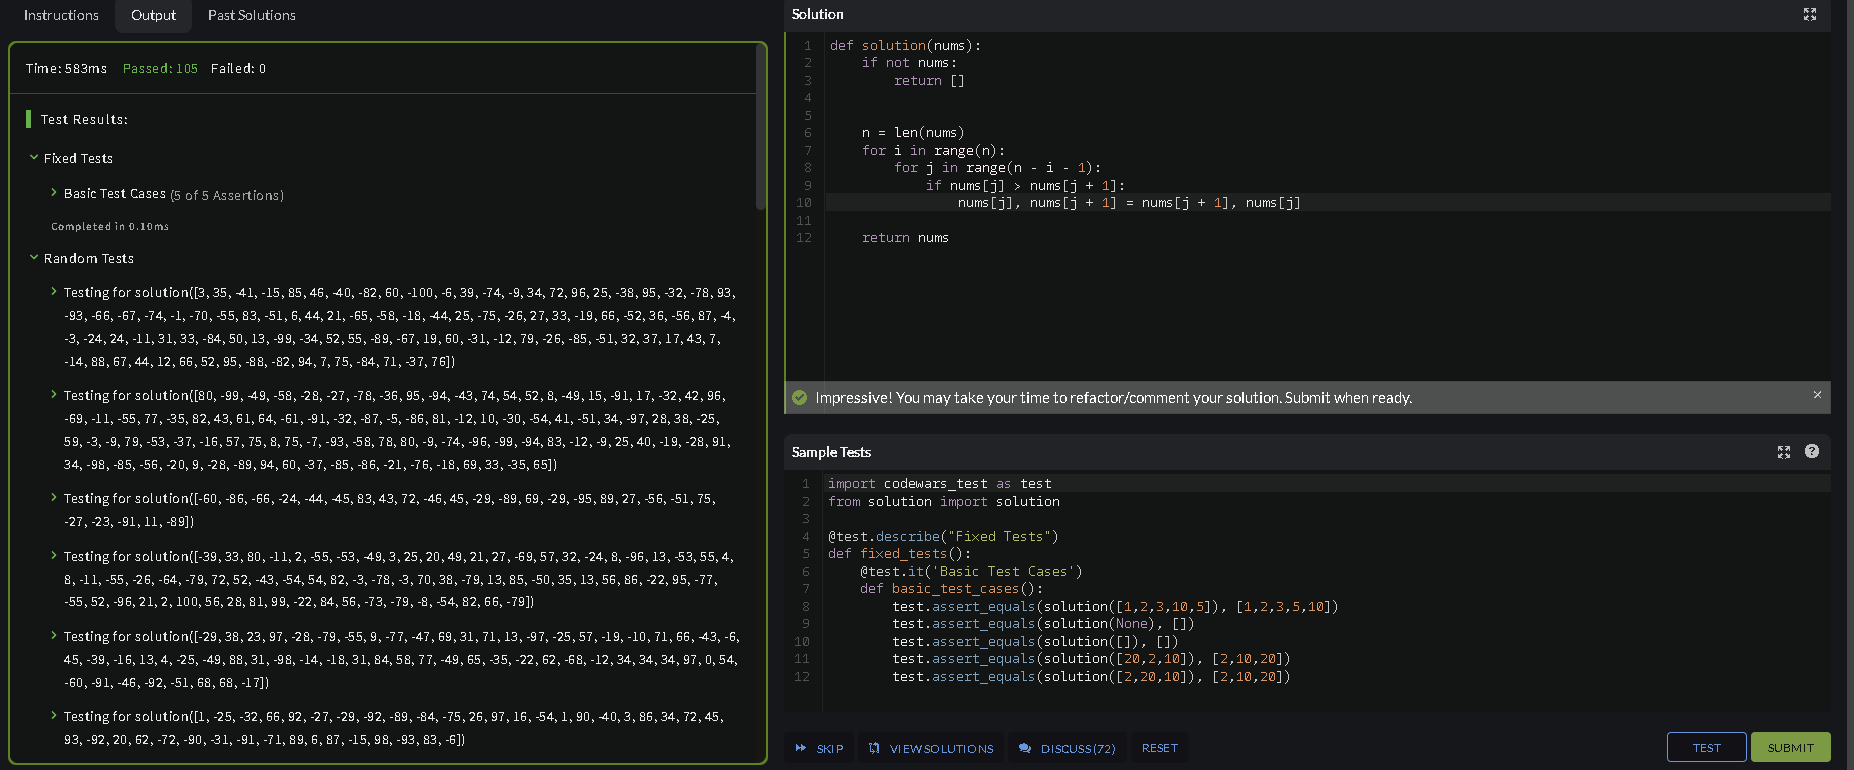 Instructions Output Past Solutions
Time: 583ms Passed: 105 Failed: 0
Test Results:
Fixed Tests
Basic Test Cases (5 of 5 Assertions)
Completed in 0.10ms
Random Tests
Testing for solution([3, 35, -41, -15, 85, 46, -40, -82, 60, -100, -6, 39, -74, -9, 34, 72, 96, 25, -38, 95, -32, -78, 93,
-93, -66, -67, -74, -1, -70, -55, 83, -51, 6, 44, 21, -65, -58, -18, -44, 25, -75, -26, 27, 33, -19, 66, -52, 36, -56, 87, -4,
-3, -24, 24, -11, 31, 33, -84, 50, 13, -99, -34, 52, 55, -89, -67, 19, 60, -31, -12, 79, -26, -85, -51, 32, 37, 17, 43, 7,
-14, 88, 67, 44, 12, 66, 52, 95, -88, -82, 94, 7, 75, -84, 71, -37, 76])
Testing for solution([80, -99, -49, -58, -28, -27, -78, -36, 95, -94, -43, 74, 54, 52, 8, -49, 15, -91, 17, -32, 42, 96,
-69, -11, -55, 77, -35, 82, 43, 61, 64, -61, -91, -32, -87, -5, -86, 81, -12, 10, -30, -54, 41, -51, 34, -97, 28, 38, -25,
59, -3, -9, 79, -53, -37, -16, 57, 75, 8, 75, -7, -93, -58, 78, 80, -9, -74, -96, -99, -94, 83, -12, -9, 25, 40, -19, -28, 91,
34, -98, -85, -56, -20, 9, -28, -89, 94, 60, -37, -85, -86, -21, -76, -18, 69, 33, -35, 65])
Testing for solution([-60, -86, -66, -24, -44, -45, 83, 43, 72, -46, 45, -29, -89, 69, -29, -95, 89, 27, -56, -51, 75,
-27, -23, -91, 11, -89])
Testing for solution([-39, 33, 80, -11, 2, -55, -53, -49, 3, 25, 20, 49, 21, 27, -69, 57, 32, -24, 8, -96, 13, -53, 55, 4,
8, -11, -55, -26, -64, -79, 72, 52, -43, -54, 54, 82, -3, -78, -3, 70, 38, -79, 13, 85, -50, 35, 13, 56, 86, -22, 95, -77,
-55, 52, -96, 21, 2, 100, 56, 28, 81, 99, -22, 84, 56, -73, -79, -8, -54, 82, 66, -79])
Testing for solution([-29, 38, 23, 97, -28, -79, -55, 9, -77, -47, 69, 31, 71, 13, -97, -25, 57, -19, -10, 71, 66, -43, -6,
45, -39, -16, 13, 4, -25, -49, 88, 31, -98, -14, -18, 31, 84, 58, 77, -49, 65, -35, -22, 62, -68, -12, 34, 34, 34, 97, 0, 54,
-60, -91, -46, -92, -51, 68, 68, -17])
Testing for solution([1, -25, -32, 66, 92, -27, -29, -92, -89, -84, -75, 26, 97, 16, -54, 1, 90, -40, 3, 86, 34, 72, 45,
93, -92, 20, 62, -72, -90, -31, -91, -71, 89, 6, 87, -15, 98, -93, 83, -6])
Solution
1 def solution(nums):
2     if not nums:
3         return []
4
5
6     n = len(nums)
7     for i in range(n):
8         for j in range(n - i - 1):
9             if nums[j] > nums[j + 1]:
10                 nums[j], nums[j + 1] = nums[j + 1], nums[j]
11
12     return nums
Impressive! You may take your time to refactor/comment your solution. Submit when ready.
Sample Tests
1 import codewars_test as test
2 from solution import solution
3
4 @test.describe("Fixed Tests")
5 def fixed_tests():
6     @test.it('Basic Test Cases')
7     def basic_test_cases():
8         test.assert_equals(solution([1,2,3,10,5]), [1,2,3,5,10])
9         test.assert_equals(solution(None), [])
10         test.assert_equals(solution([]), [])
11         test.assert_equals(solution([20,2,10]), [2,10,20])
12         test.assert_equals(solution([2,20,10]), [2,10,20])
SKIP VIEW SOLUTIONS DISCUSS (72) RESET TEST SUBMIT